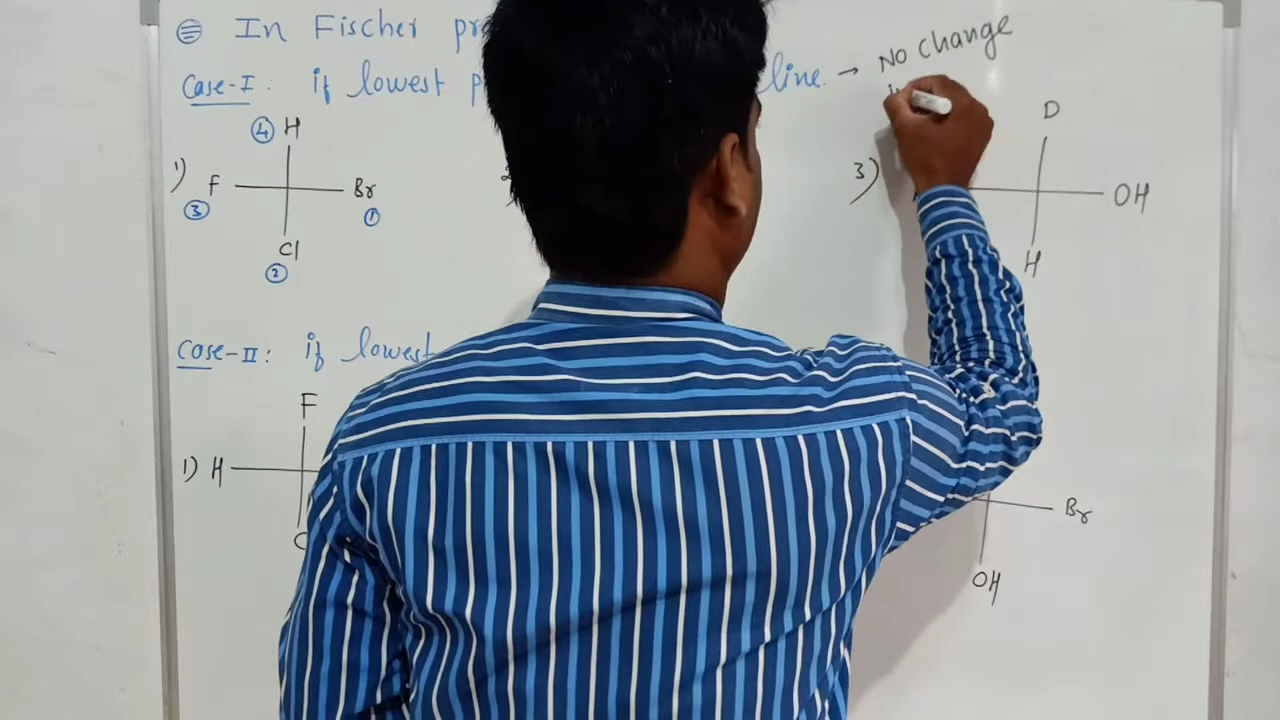 In Fischer
Case-I: if lowest line. → No change
④ H
1) F Br
③ ①
Cl
②
D
3) OH
H
Case-II: if lowest
F
1) H
Br
OH